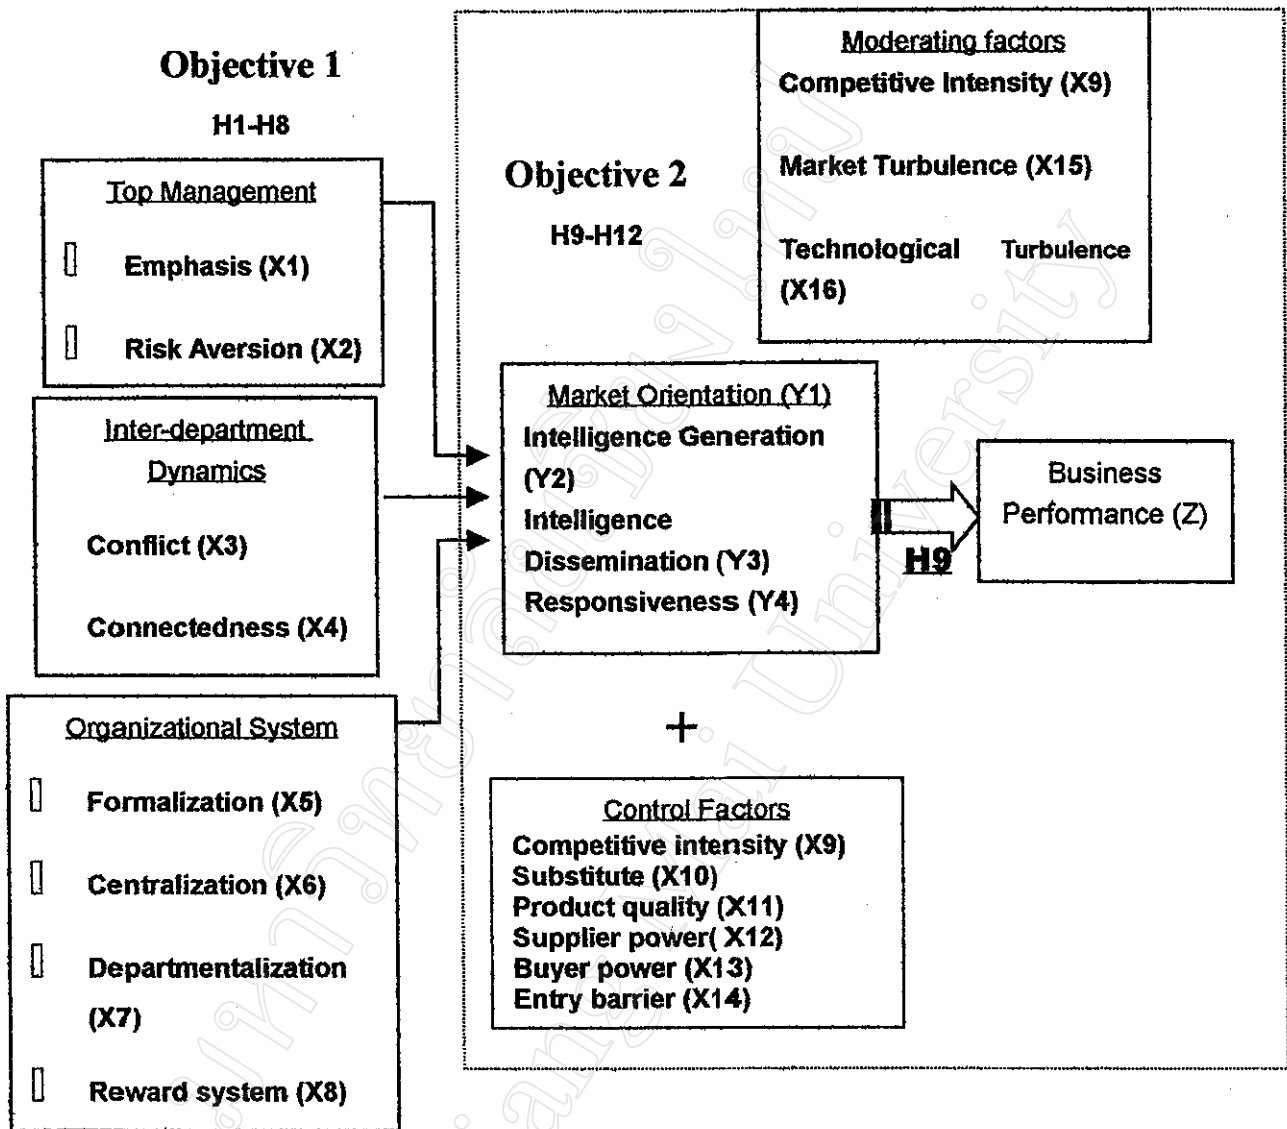 Objective 1
H1-H8
Top Management
Emphasis (X1)
Risk Aversion (X2)
Inter-department
Dynamics
Conflict (X3)
Connectedness (X4)
Organizational System
Formalization (X5)
Centralization (X6)
Departmentalization
(X7)
Reward system (X8)
Objective 2
H9-H12
Moderating factors
Competitive Intensity (X9)
Market Turbulence (X15)
Technological Turbulence
(X16)
Market Orientation (Y1)
Intelligence Generation
(Y2)
Intelligence
Dissemination (Y3)
Responsiveness (Y4)
H9
Business
Performance (Z)
+
Control Factors
Competitive intensity (X9)
Substitute (X10)
Product quality (X11)
Supplier power( X12)
Buyer power (X13)
Entry barrier (X14)
ang Mai University